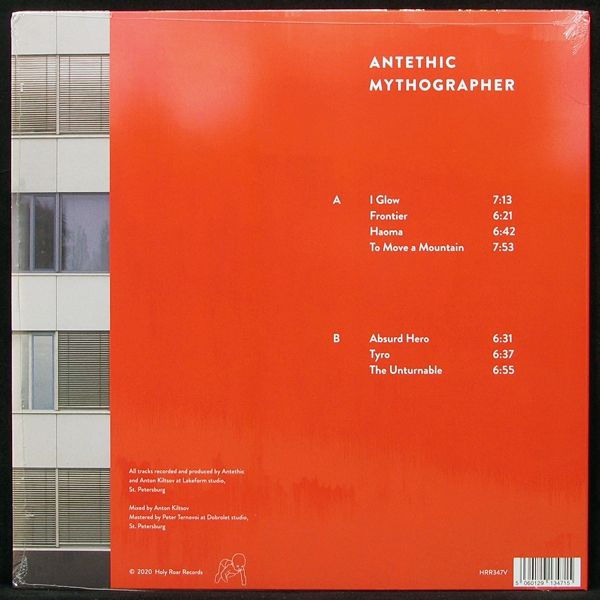 ANTETHIC
MYTHOGRAPHER
A I Glow 7:13
Frontier 6:21
Haoma 6:42
To Move a Mountain 7:53
B Absurd Hero 6:31
Tyro 6:37
The Unturnable 6:55
All tracks recorded and produced by Antethic
and Anton Kiltsov at Lakeform studio,
St. Petersburg
Mixed by Anton Kiltsov
Mastered by Peter Ternovoi at Dobrolet studio,
St. Petersburg
© 2020 Holy Roar Records
HRR347V
5 060129 134715